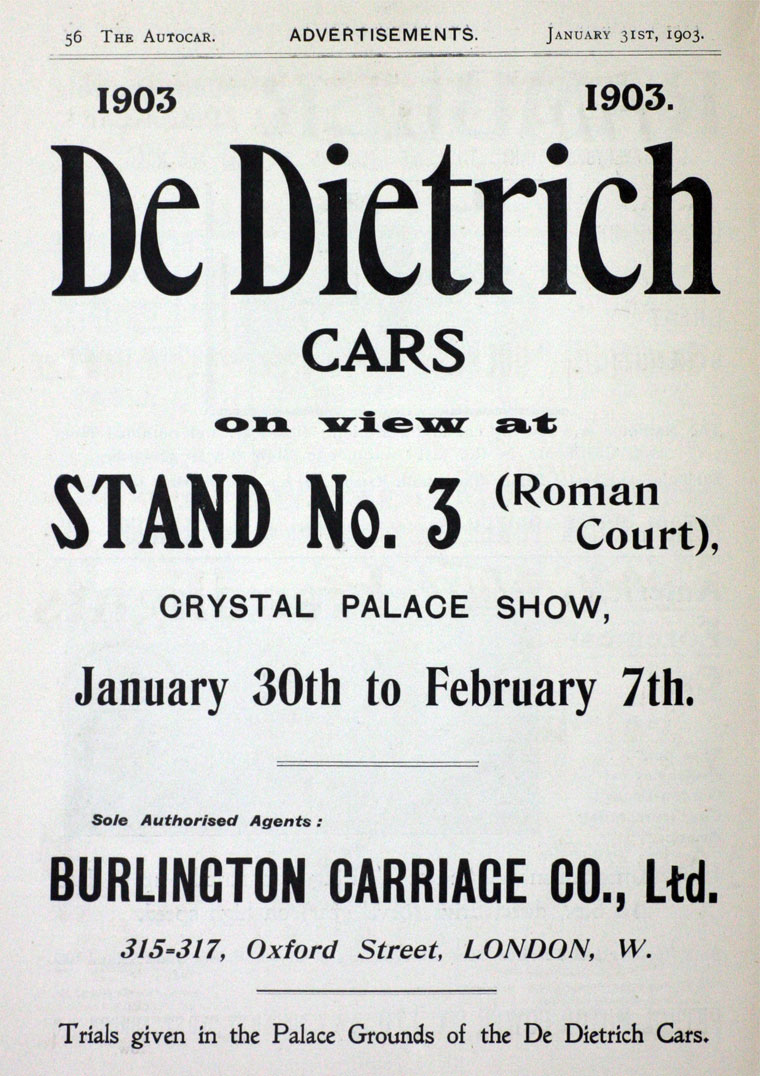 56 The Autocar. ADVERTISEMENTS. January 31st, 1903.
1903 1903.
De Dietrich
CARS
on view at
STAND No. 3 (Roman
Court),
CRYSTAL PALACE SHOW,
January 30th to February 7th.
Sole Authorised Agents:
BURLINGTON CARRIAGE CO., Ltd.
315=317, Oxford Street, LONDON, W.
Trials given in the Palace Grounds of the De Dietrich Cars.